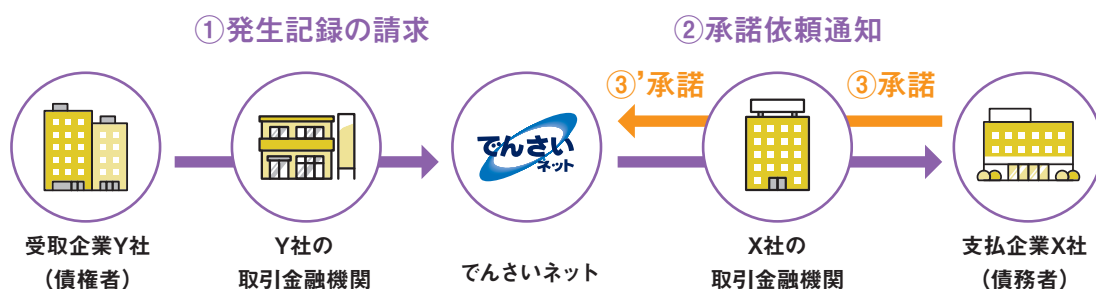 ①発生記録の請求
②承諾依頼通知
③’承諾
③承諾
でんさい
ネット
受取企業Y社
（債権者）
Y社の
取引金融機関
でんさいネット
X社の
取引金融機関
支払企業X社
（債務者）